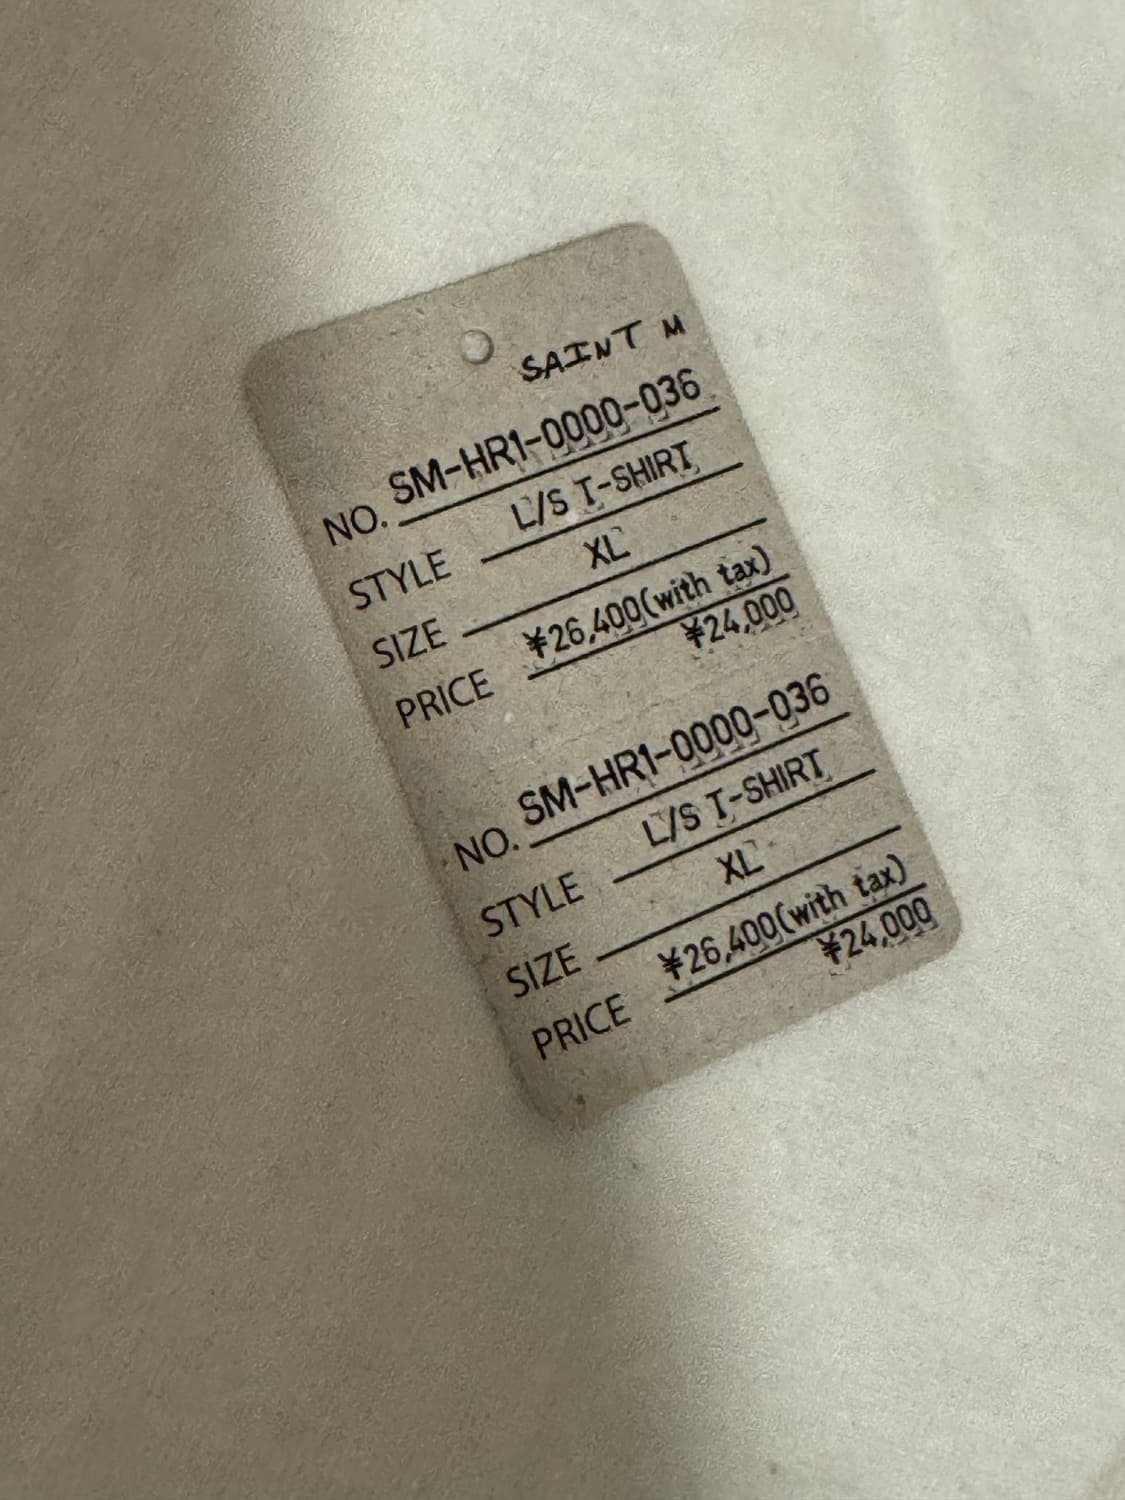 SAINT M
NO. SM-HR1-0000-036
STYLE L/S T-SHIRT
SIZE XL
PRICE ¥26,400(with tax)
¥24,000
NO. SM-HR1-0000-036
STYLE L/S T-SHIRT
SIZE XL
PRICE ¥26,400(with tax)
¥24,000